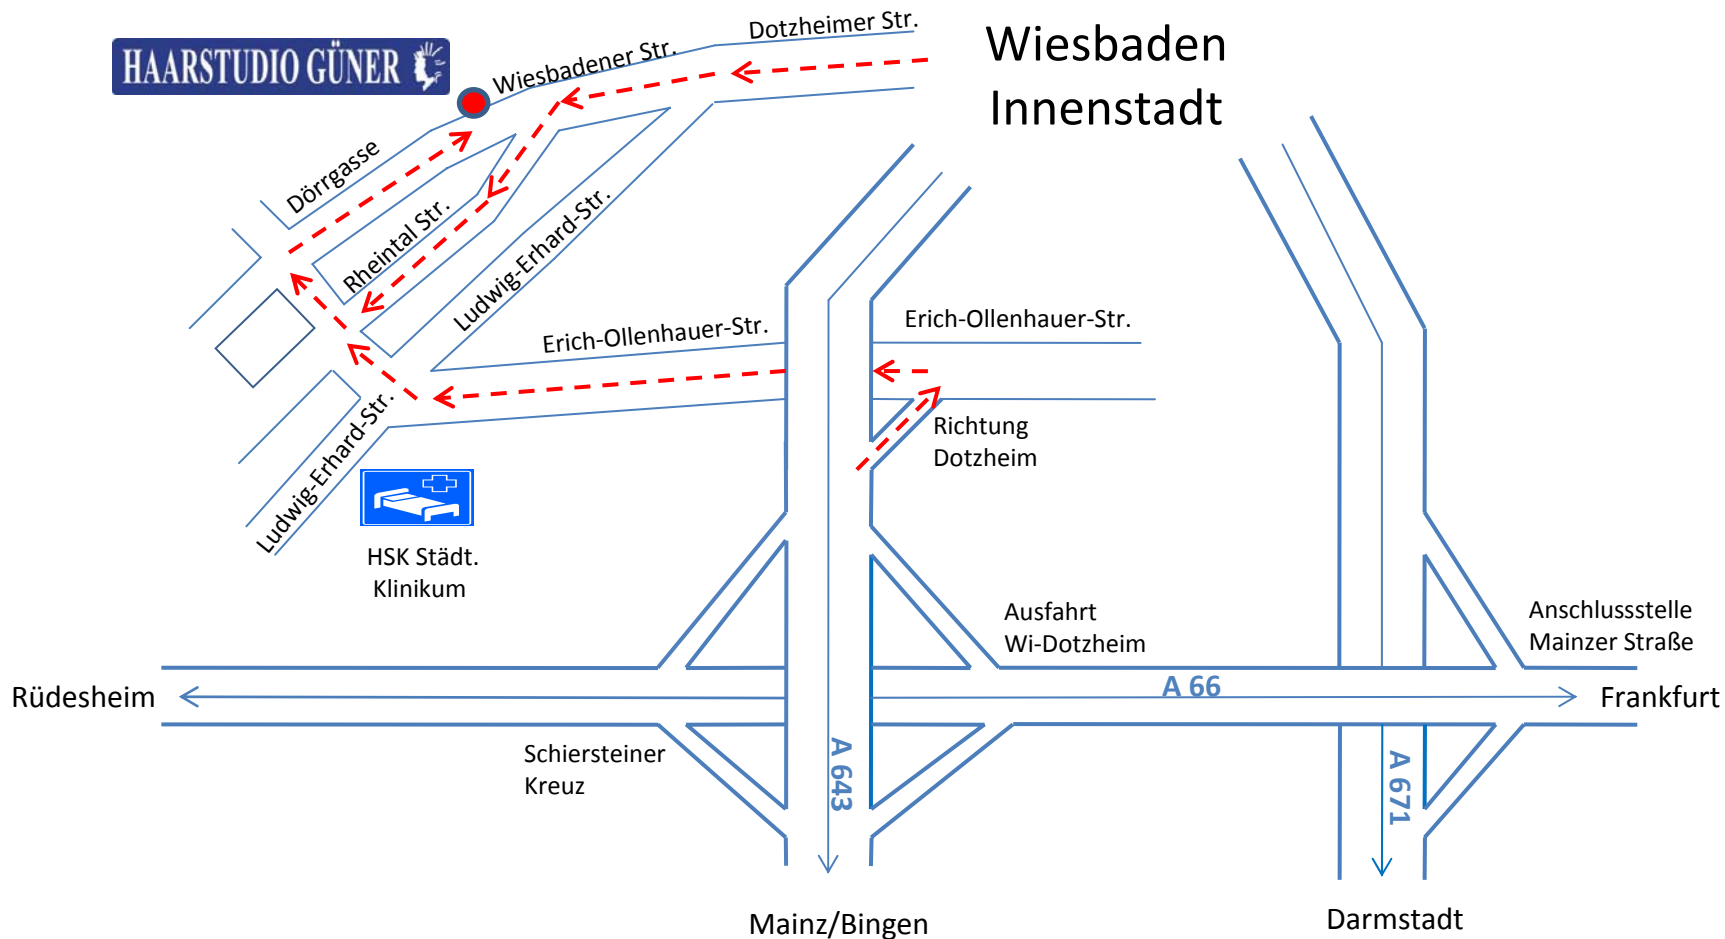 HAARSTUDIO GÜNER
Wiesbadener Str.
Dotzheimer Str.
Wiesbaden
Innenstadt
Dörrgasse
Rheintal Str.
Ludwig-Erhard-Str.
Erich-Ollenhauer-Str.
Erich-Ollenhauer-Str.
Richtung
Dotzheim
Ludwig-Erhard-Str.
HSK Städt.
Klinikum
Ausfahrt
Wi-Dotzheim
Anschlussstelle
Mainzer Straße
Rüdesheim
A 66
Frankfurt
Schiersteiner
Kreuz
A 643
A 671
Mainz/Bingen
Darmstadt